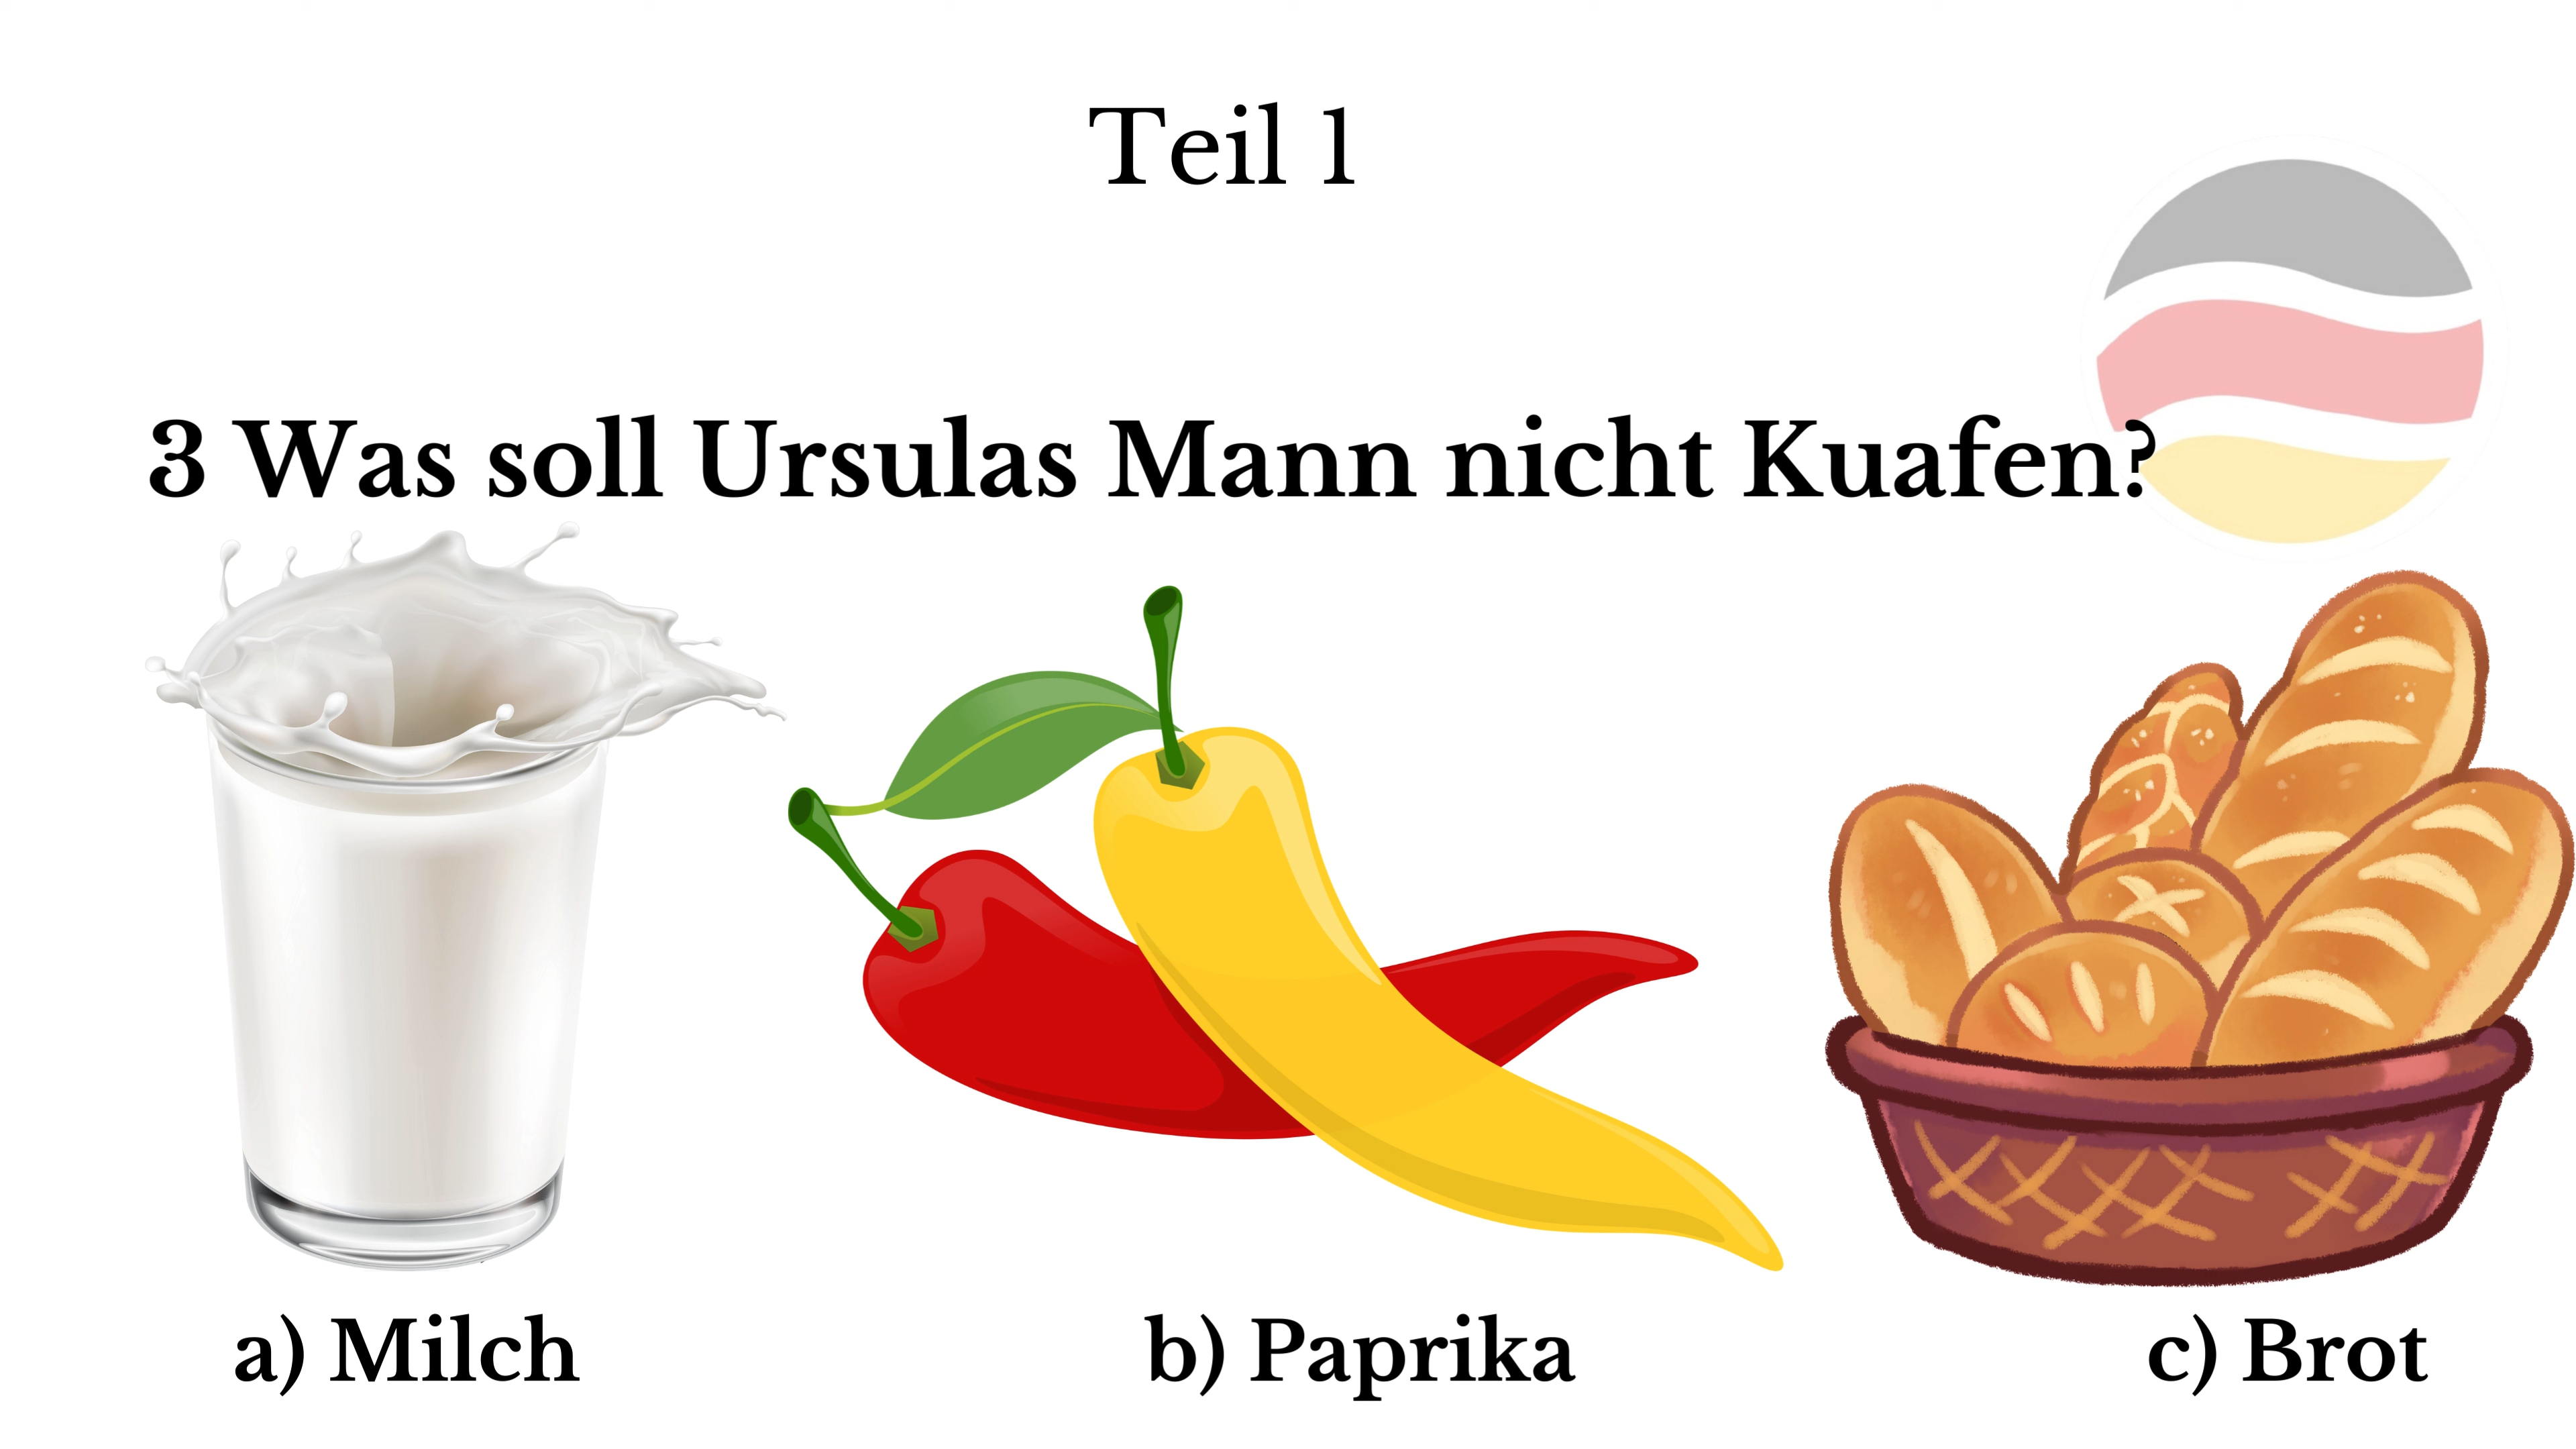 Teil 1
3 Was soll Ursulas Mann nicht Kuafen?
a) Milch
b) Paprika
c) Brot